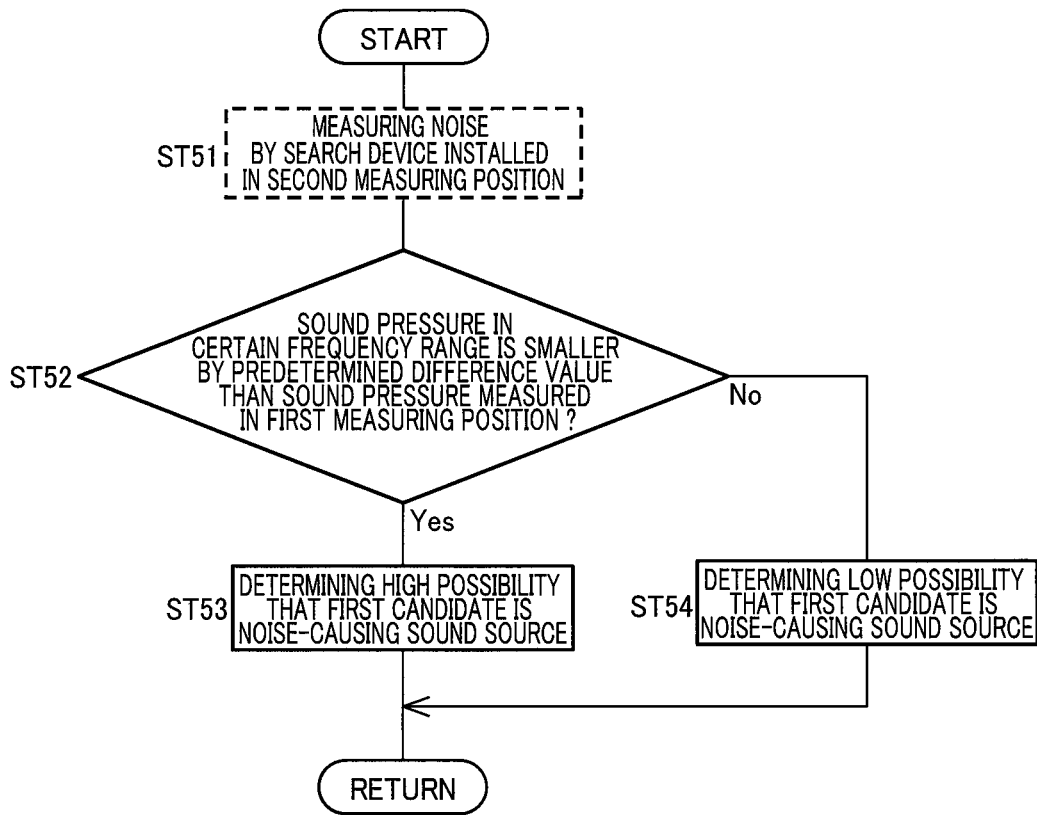 START
ST51
MEASURING NOISE
BY SEARCH DEVICE INSTALLED
IN SECOND MEASURING POSITION
ST52
SOUND PRESSURE IN
CERTAIN FREQUENCY RANGE IS SMALLER
BY PREDETERMINED DIFFERENCE VALUE
THAN SOUND PRESSURE MEASURED
IN FIRST MEASURING POSITION ?
No
Yes
ST53
DETERMINING HIGH POSSIBILITY
THAT FIRST CANDIDATE IS
NOISE-CAUSING SOUND SOURCE
ST54
DETERMINING LOW POSSIBILITY
THAT FIRST CANDIDATE IS
NOISE-CAUSING SOUND SOURCE
RETURN